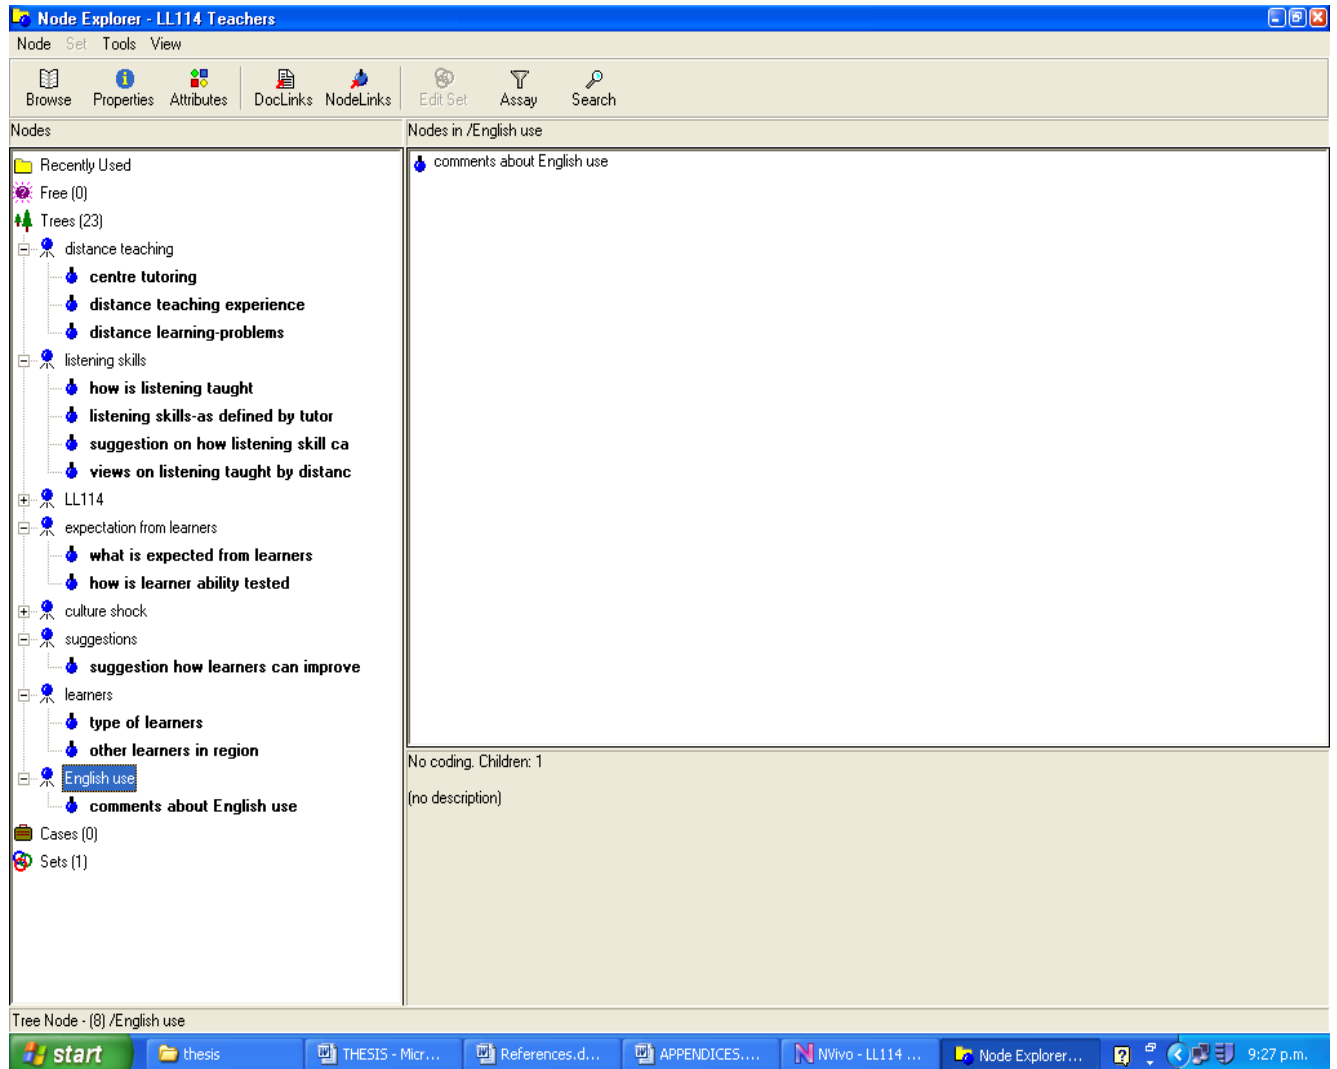 Node Explorer - LL114 Teachers
Node Set Tools View
Browse Properties Attributes DocLinks NodeLinks Edit Set Assay Search
Nodes
Nodes in /English use
Recently Used
Free (0)
Trees (23)
distance teaching
centre tutoring
distance teaching experience
distance learning-problems
listening skills
how is listening taught
listening skills-as defined by tutor
suggestion on how listening skill ca
views on listening taught by distanc
LL114
expectation from learners
what is expected from learners
how is learner ability tested
culture shock
suggestions
suggestion how learners can improve
learners
type of learners
other learners in region
English use
comments about English use
Cases (0)
Sets (1)
comments about English use
No coding. Children: 1
(no description)
Tree Node - (8) /English use
start thesis THESIS - Micr... References.d... APPENDICES.... NVivo - LL114 ... Node Explorer... 9:27 p.m.